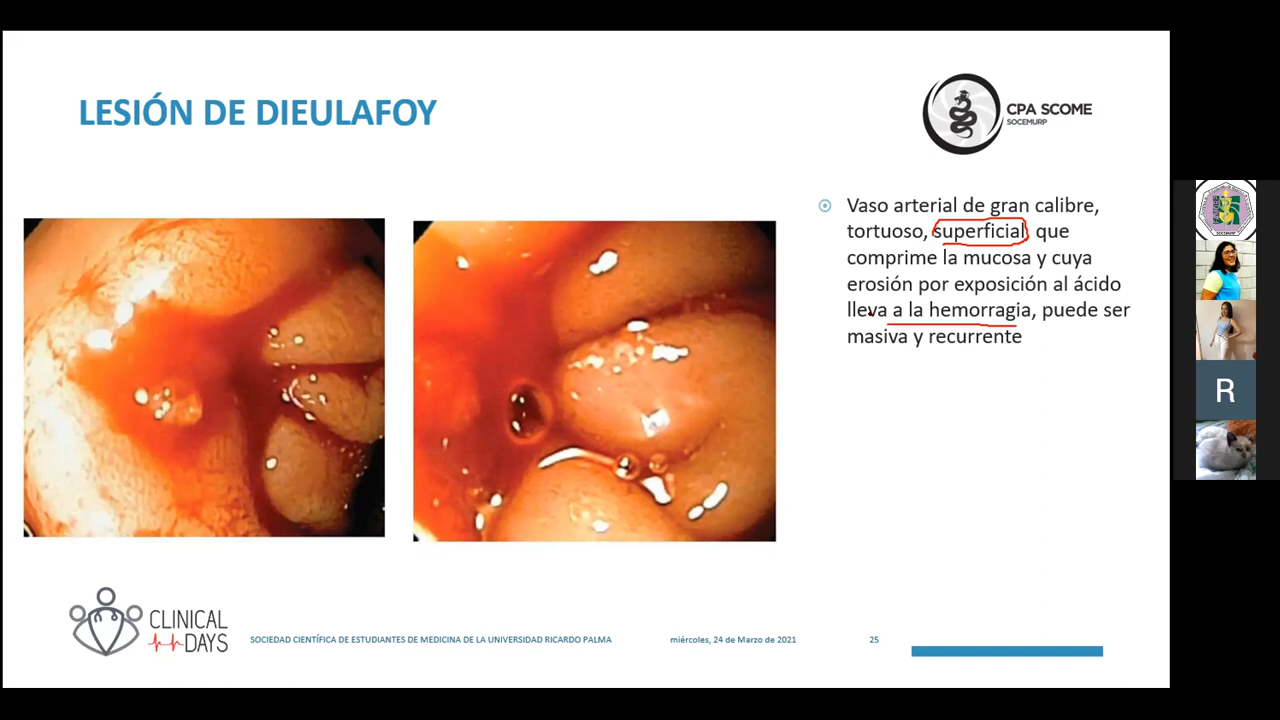 LESIÓN DE DIEULAFOY
CPA SCOME
SOCEMURP
Vaso arterial de gran calibre,
tortuoso, superficial, que
comprime la mucosa y cuya
erosión por exposición al ácido
lleva a la hemorragia, puede ser
masiva y recurrente
CLINICAL
DAYS
SOCIEDAD CIENTÍFICA DE ESTUDIANTES DE MEDICINA DE LA UNIVERSIDAD RICARDO PALMA
miércoles, 24 de Marzo de 2021
25
R